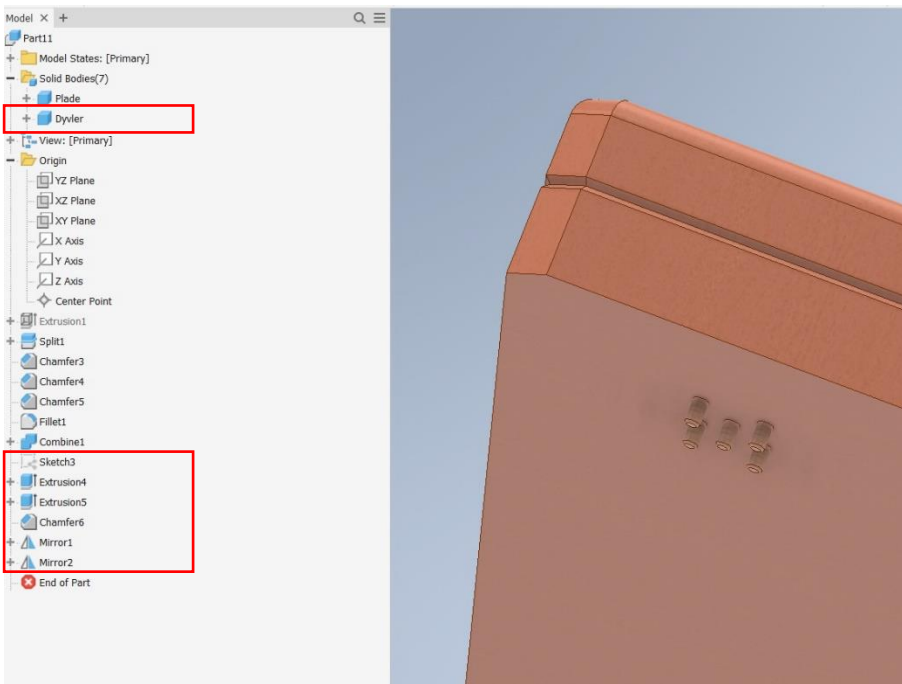 Model × +
Part11
Model States: [Primary]
Solid Bodies(7)
Plade
Dyvler
View: [Primary]
Origin
YZ Plane
XZ Plane
XY Plane
X Axis
Y Axis
Z Axis
Center Point
Extrusion1
Split1
Chamfer3
Chamfer4
Chamfer5
Fillet1
Combine1
Sketch3
Extrusion4
Extrusion5
Chamfer6
Mirror1
Mirror2
End of Part